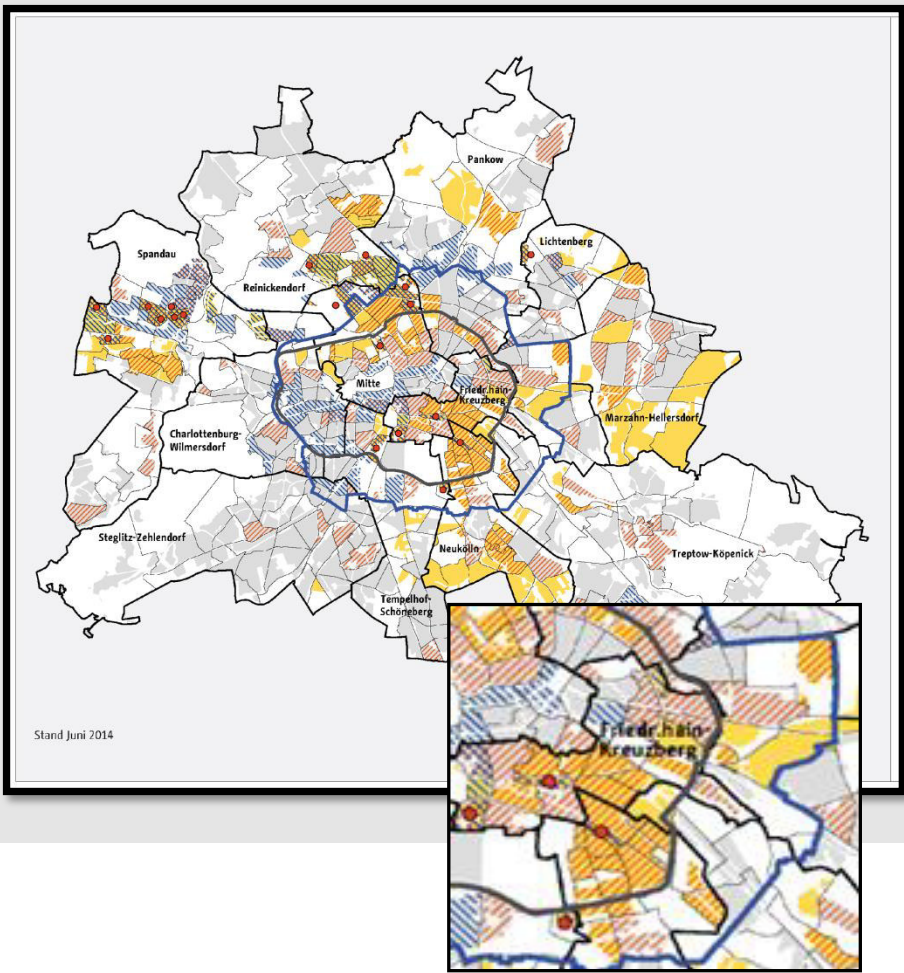 Pankow
Lichtenberg
Spandau
Reinickendorf
Mitte
Friedr.hain-
Kreuzberg
Marzahn-Hellersdorf
Charlottenburg-
Wilmersdorf
Steglitz-Zehlendorf
Neukölln
Treptow-Köpenick
Tempelhof-
Schöneberg
Stand Juni 2014
Friedr.hain-
Kreuzberg